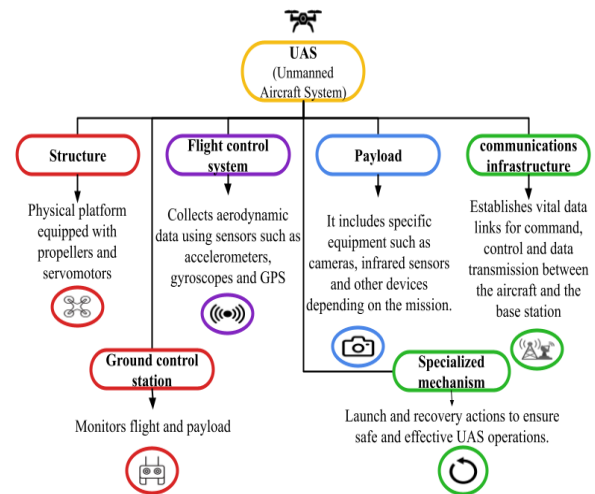 UAS
(Unmanned
Aircraft System)
Structure
Physical platform
equipped with
propellers and
servomotors
Flight control
system
Collects aerodynamic
data using sensors such as
accelerometers,
gyroscopes and GPS
Payload
It includes specific
equipment such as
cameras, infrared sensors
and other devices
depending on the mission.
communications
infrastructure
Establishes vital data
links for command,
control and data
transmission between
the aircraft and the
base station
Ground control
station
Monitors flight and payload
Specialized
mechanism
Launch and recovery actions to ensure
safe and effective UAS operations.